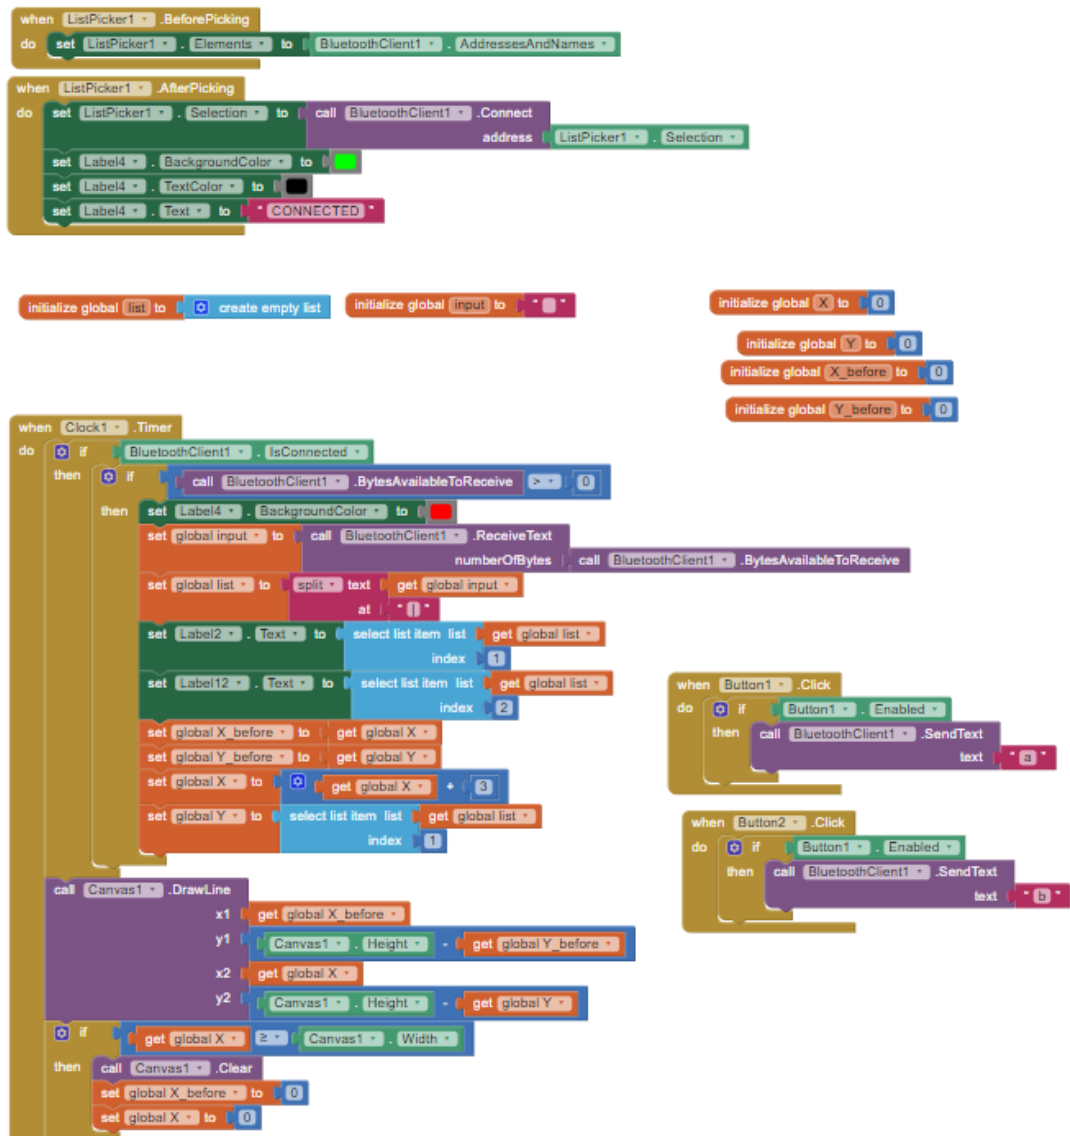 when ListPicker1 .BeforePicking
do set ListPicker1 . Elements to BluetoothClient1 . AddressesAndNames
when ListPicker1 .AfterPicking
do set ListPicker1 . Selection to call BluetoothClient1 .Connect
address ListPicker1 . Selection
set Label4 . BackgroundColor to
set Label4 . TextColor to
set Label4 . Text to " CONNECTED "
initialize global list to create empty list
initialize global input to " "
initialize global X to 0
initialize global Y to 0
initialize global X_before to 0
initialize global Y_before to 0
when Clock1 .Timer
do if BluetoothClient1 . IsConnected
then if call BluetoothClient1 .BytesAvailableToReceive > 0
then set Label4 . BackgroundColor to
set global input to call BluetoothClient1 .ReceiveText
numberOfBytes call BluetoothClient1 .BytesAvailableToReceive
set global list to split text get global input
at " | "
set Label2 . Text to select list item list get global list
index 1
set Label12 . Text to select list item list get global list
index 2
set global X_before to get global X
set global Y_before to get global Y
set global X to get global X + 3
set global Y to select list item list get global list
index 1
call Canvas1 .DrawLine
x1 get global X_before
y1 Canvas1 . Height - get global Y_before
x2 get global X
y2 Canvas1 . Height - get global Y
if get global X ≥ Canvas1 . Width
then call Canvas1 .Clear
set global X_before to 0
set global X to 0
when Button1 .Click
do if Button1 . Enabled
then call BluetoothClient1 .SendText
text " a "
when Button2 .Click
do if Button1 . Enabled
then call BluetoothClient1 .SendText
text " b "